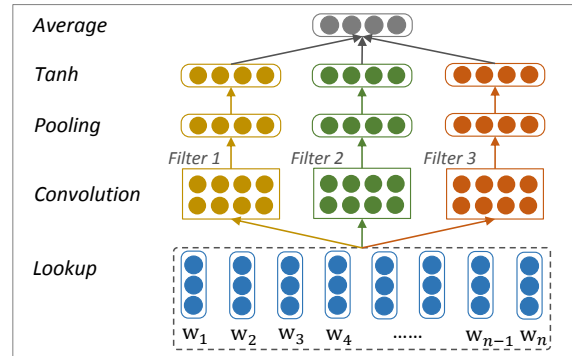 Average
Tanh
Pooling
Filter 1 Filter 2 Filter 3
Convolution
Lookup
w1 w2 w3 w4 ...... wn−1 wn